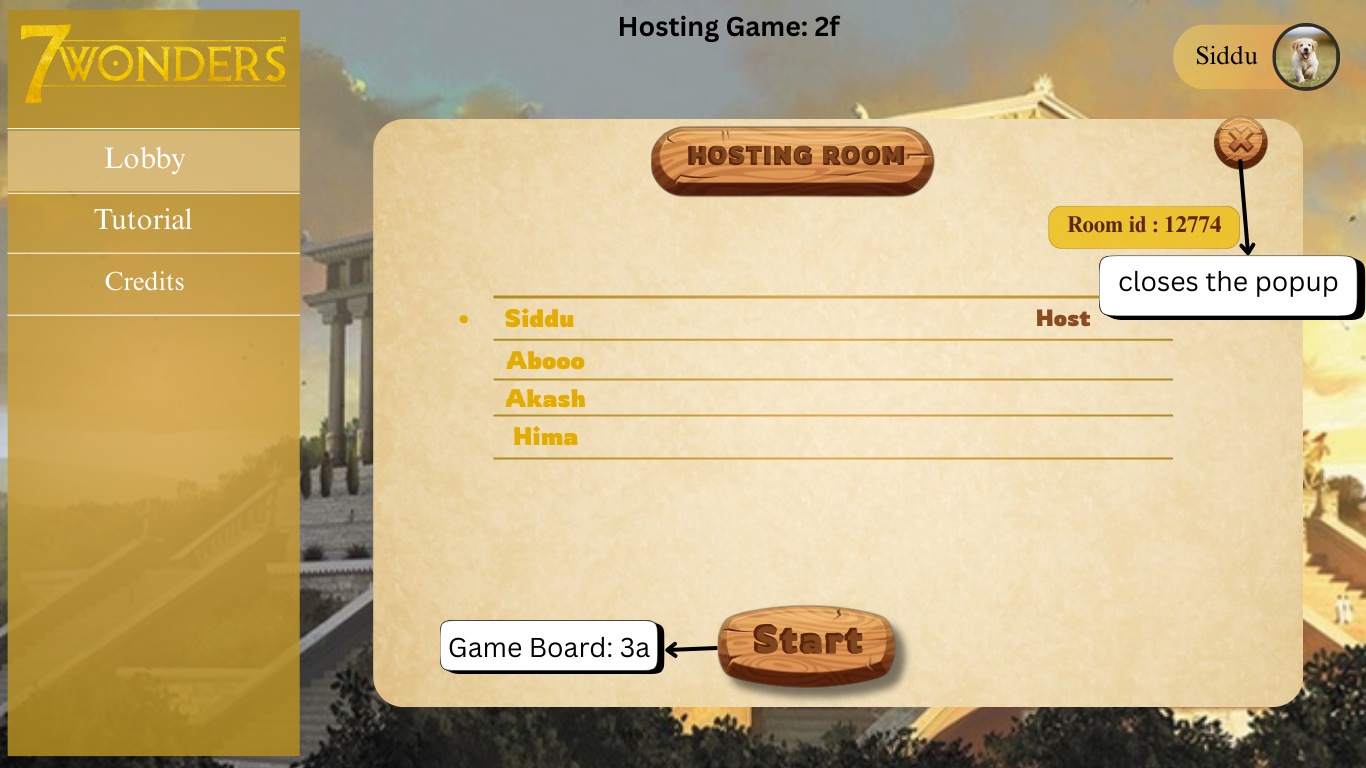 Hosting Game: 2f
7WONDERS™
Siddu
Lobby
Tutorial
Credits
HOSTING ROOM
Room id : 12774
closes the popup
• Siddu Host
Abooo
Akash
Hima
Game Board: 3a
Start